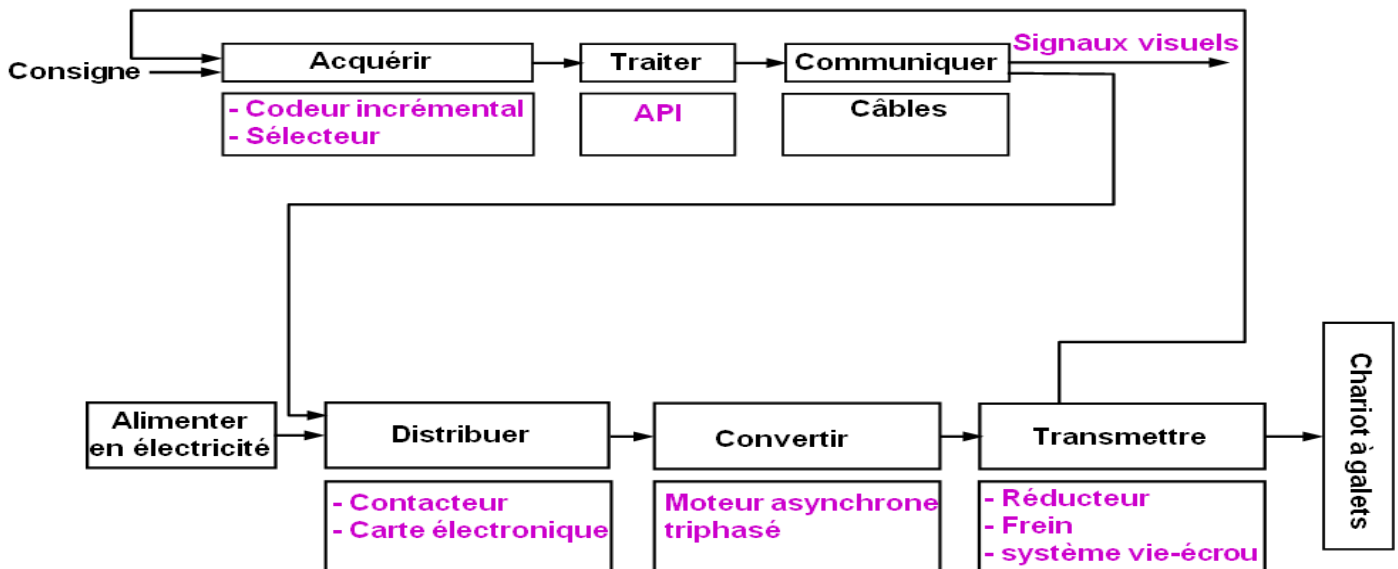 Signaux visuels
Consigne
Acquérir
Traiter
Communiquer
- Codeur incrémental
- Sélecteur
API
Câbles
Alimenter
en électricité
Distribuer
Convertir
Transmettre
Chariot à galets
- Contacteur
- Carte électronique
Moteur asynchrone
triphasé
- Réducteur
- Frein
- système vie-écrou